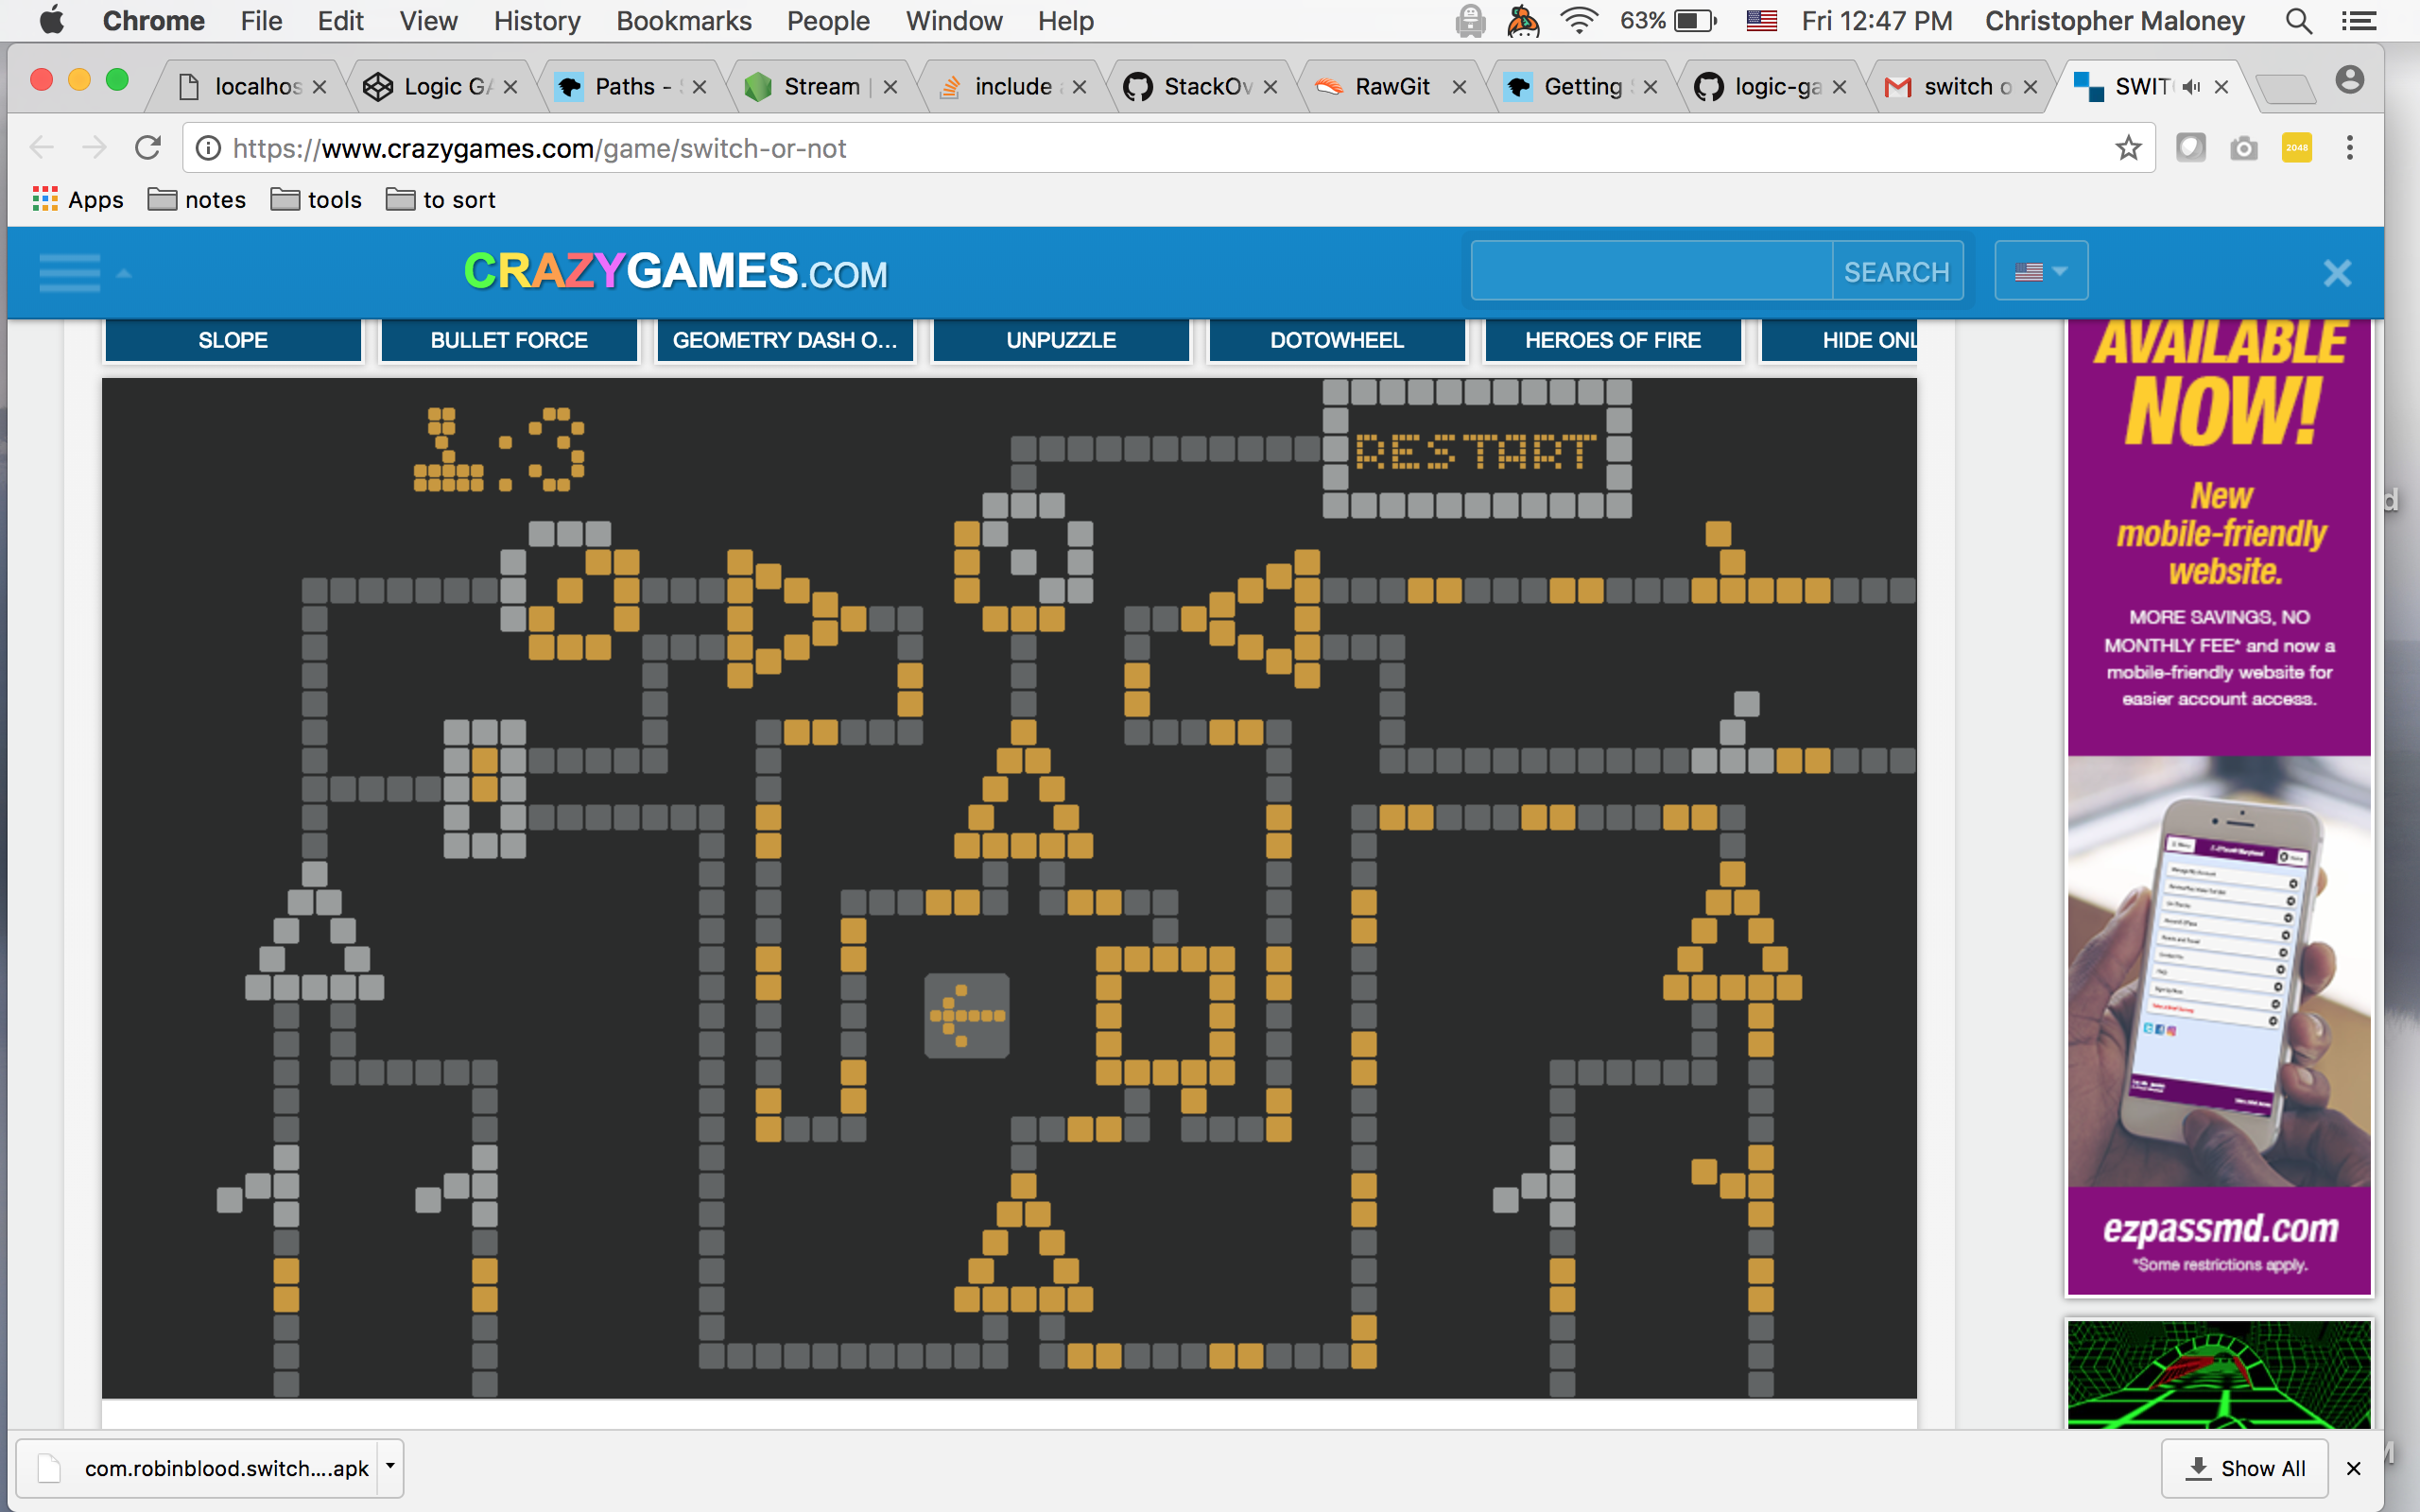 Chrome File Edit View History Bookmarks People Window Help 63% Fri 12:47 PM Christopher Maloney
localhos Logic GA Paths - S Stream | include a StackOv RawGit Getting S logic-ga switch o SWIT
https://www.crazygames.com/game/switch-or-not
2048
Apps notes tools to sort
CRAZYGAMES.COM SEARCH
SLOPE BULLET FORCE GEOMETRY DASH O... UNPUZZLE DOTOWHEEL HEROES OF FIRE HIDE ONL
1:3
RESTART
AVAILABLE
NOW!
New
mobile-friendly
website.
MORE SAVINGS, NO
MONTHLY FEE* and now a
mobile-friendly website for
easier account access.
ezpassmd.com
*Some restrictions apply.
com.robinblood.switch....apk Show All